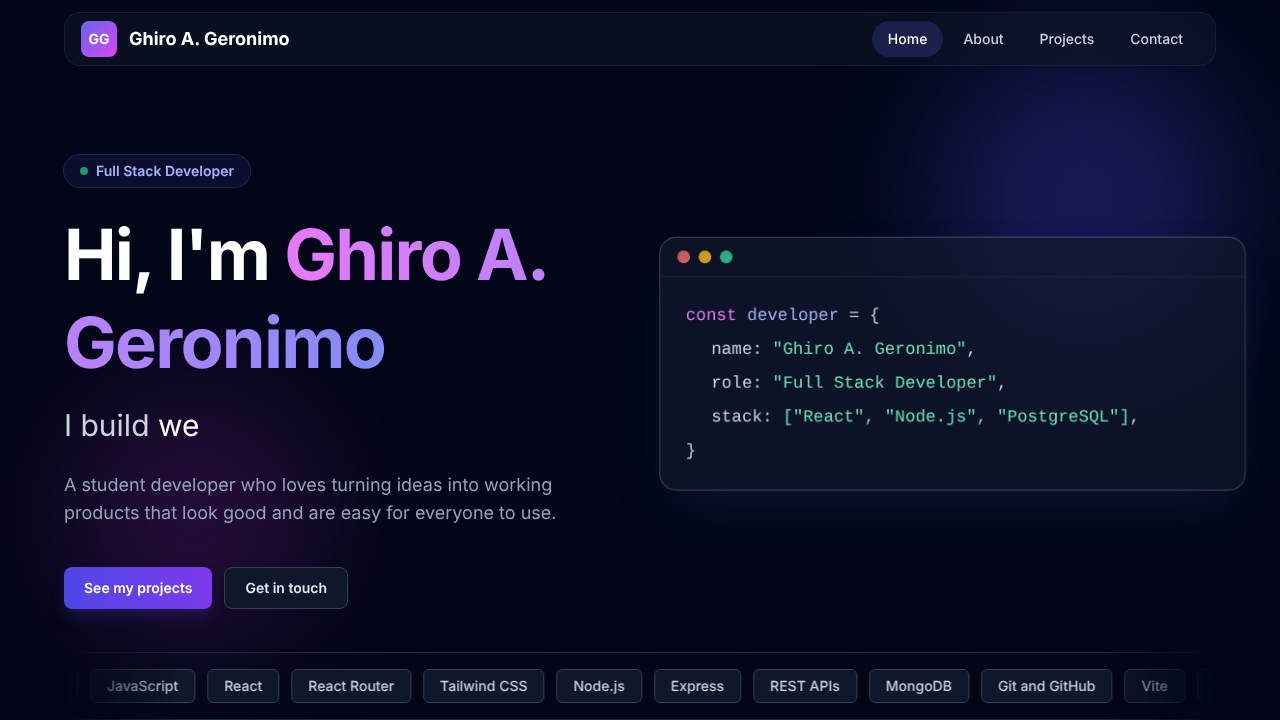 GG Ghiro A. Geronimo Home About Projects Contact
Full Stack Developer
Hi, I'm Ghiro A.
Geronimo
I build we
A student developer who loves turning ideas into working
products that look good and are easy for everyone to use.
See my projects Get in touch
const developer = {
name: "Ghiro A. Geronimo",
role: "Full Stack Developer",
stack: ["React", "Node.js", "PostgreSQL"],
}
JavaScript React React Router Tailwind CSS Node.js Express REST APIs MongoDB Git and GitHub Vite